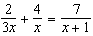 2/(3x) + 4/x = 7/(x + 1)